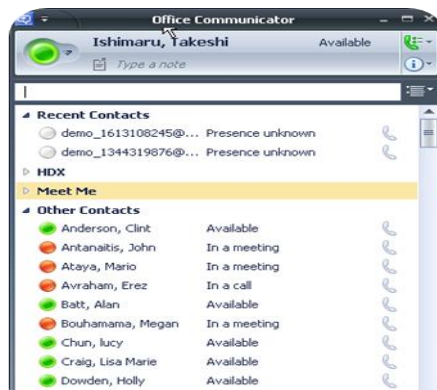 Office Communicator
Ishimaru, Takeshi Available
Type a note
Recent Contacts
demo_1613108245@... Presence unknown
demo_1344319876@... Presence unknown
HDX
Meet Me
Other Contacts
Anderson, Clint Available
Antanaitis, John In a meeting
Ataya, Mario In a meeting
Avraham, Erez In a call
Batt, Alan Available
Bouhamama, Megan In a meeting
Chun, lucy Available
Craig, Lisa Marie Available
Dowden, Holly Available